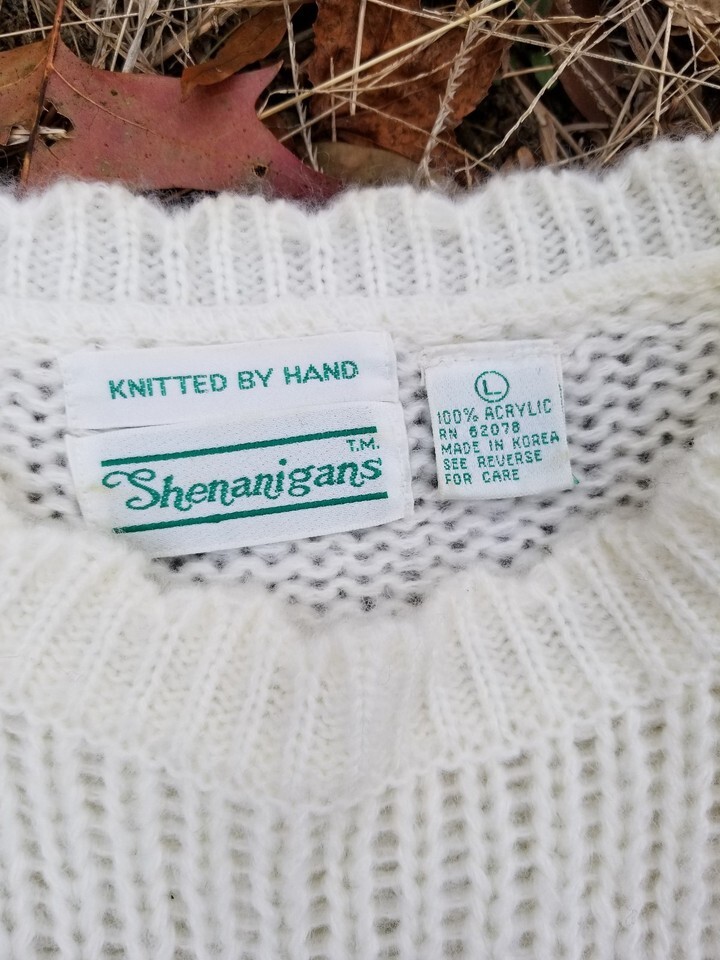 KNITTED BY HAND
T.M.
Shenanigans
L
100% ACRYLIC
RN 62078
MADE IN KOREA
SEE REVERSE
FOR CARE